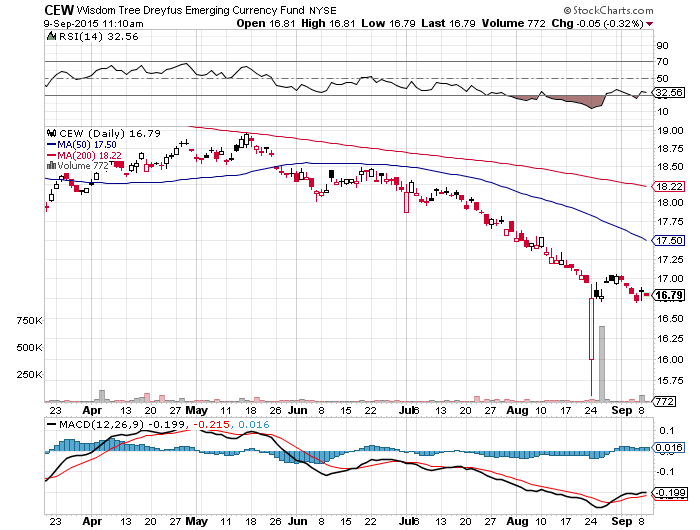 CEW Wisdom Tree Dreyfus Emerging Currency Fund NYSE © StockCharts.com
9-Sep-2015 11:10am Open 16.81 High 16.81 Low 16.79 Last 16.79 Volume 772 Chg -0.05 (-0.32%)
RSI(14) 32.56
90
70
50
32.56
10
CEW (Daily) 16.79
MA(50) 17.50
MA(200) 18.22
Volume 772
19.00
18.75
18.50
18.22
18.00
17.75
17.50
17.25
17.00
16.79
16.50
16.25
16.00
15.75
750K
500K
250K
772
23 Apr 6 13 20 27 May 11 18 26 Jun 8 15 22 Jul 6 13 20 27 Aug 10 17 24 Sep 8
MACD(12,26,9) -0.199, -0.215, 0.016
0.1
0.016
-0.1
-0.199
23 Apr 6 13 20 27 May 11 18 26 Jun 8 15 22 Jul 6 13 20 27 Aug 10 17 24 Sep 8